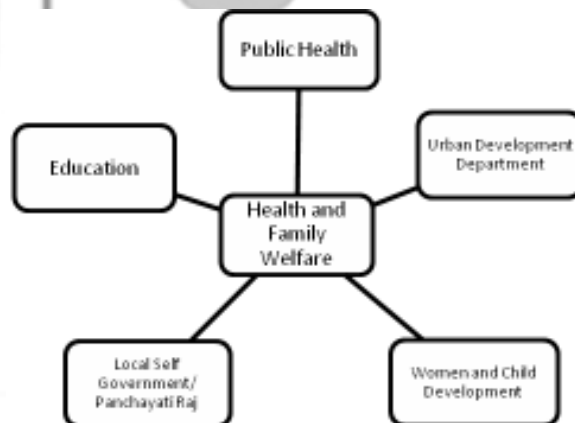 Public Health
Urban Development
Department
Education
Health and
Family
Welfare
Local Self
Government/
Panchayati Raj
Women and Child
Development